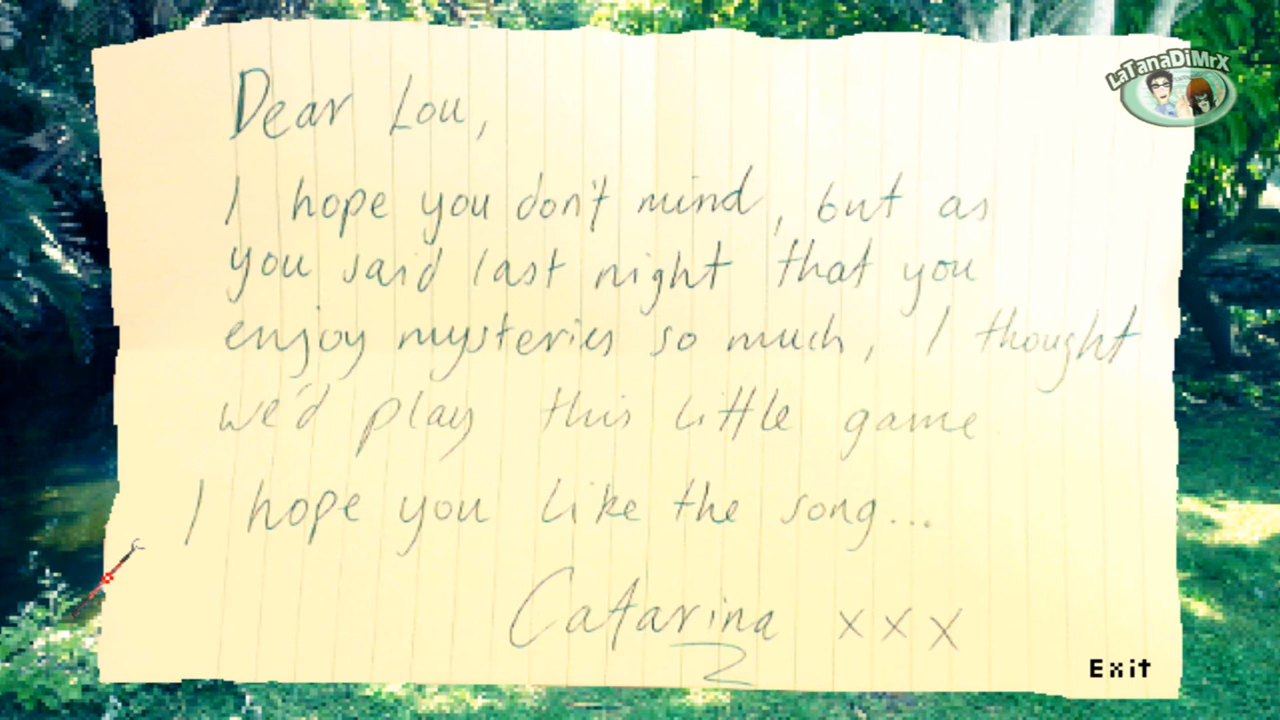 LaTanaDiMrX
Dear Lou,
I hope you don't mind, but as
you said last night that you
enjoy mysteries so much, I thought
we'd play this little game
I hope you like the song...
Catarina xxx
Exit